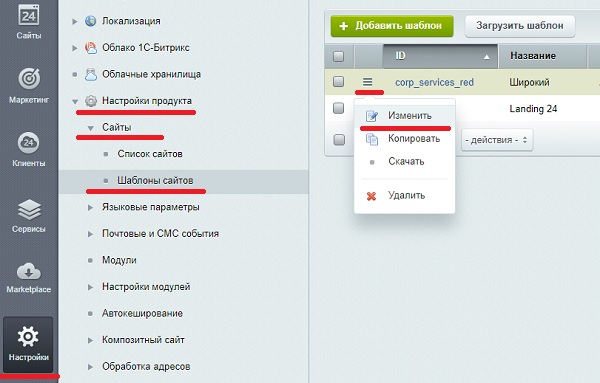 24
Сайты
Маркетинг
24
Клиенты
Сервисы
Marketplace
Настройки
Локализация
Облако 1С-Битрикс
Облачные хранилища
Настройки продукта
Сайты
Список сайтов
Шаблоны сайтов
Языковые параметры
Почтовые и СМС события
Модули
Настройки модулей
Автокеширование
Композитный сайт
Обработка адресов
+ Добавить шаблон
Загрузить шаблон
ID
Название
corp_services_red
Широкий
Landing 24
Изменить
Копировать
Скачать
Удалить
- действия -